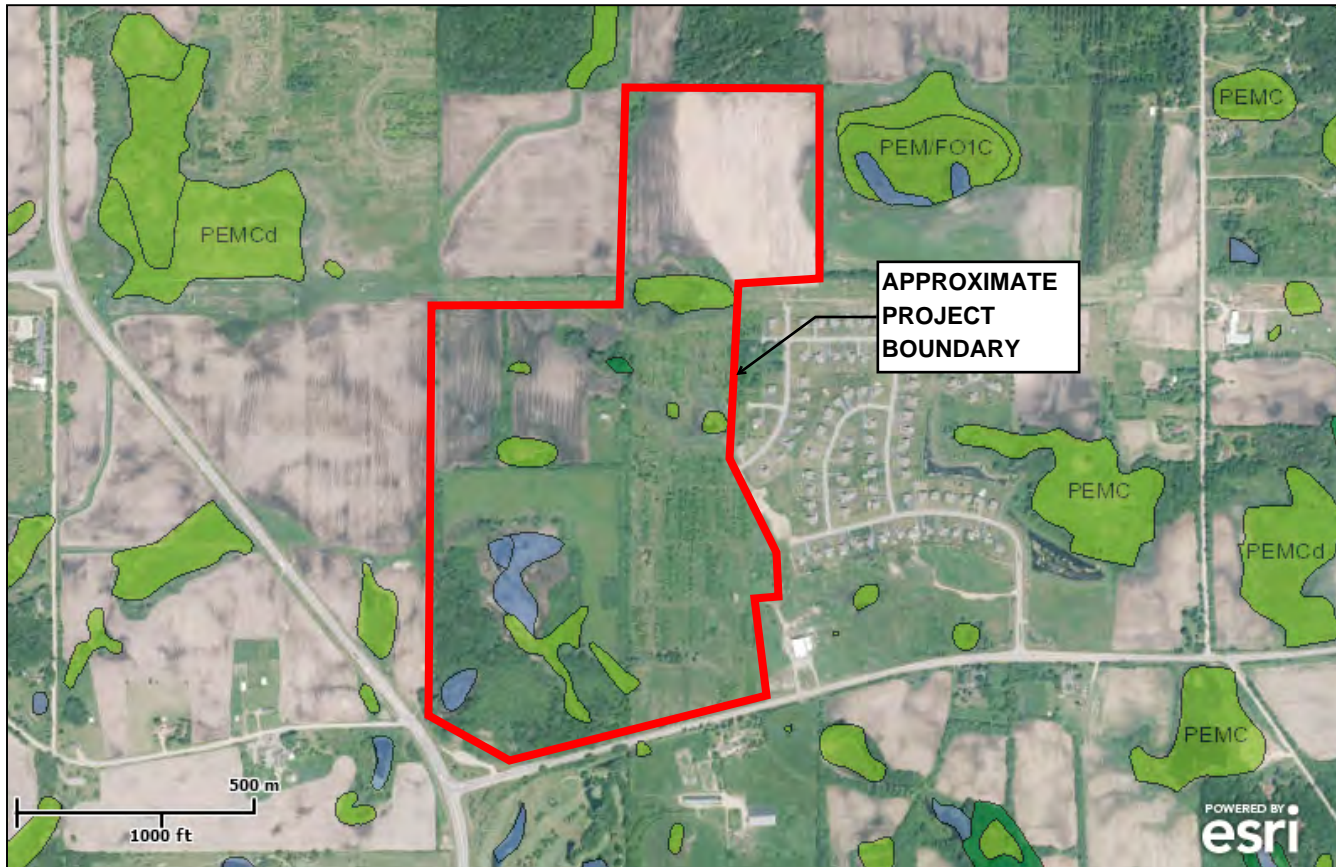 PEMC
PEM/FO1C
PEMCd
APPROXIMATE
PROJECT
BOUNDARY
PEMC
PEMCd
PEMC
500 m
1000 ft
POWERED BY
esri